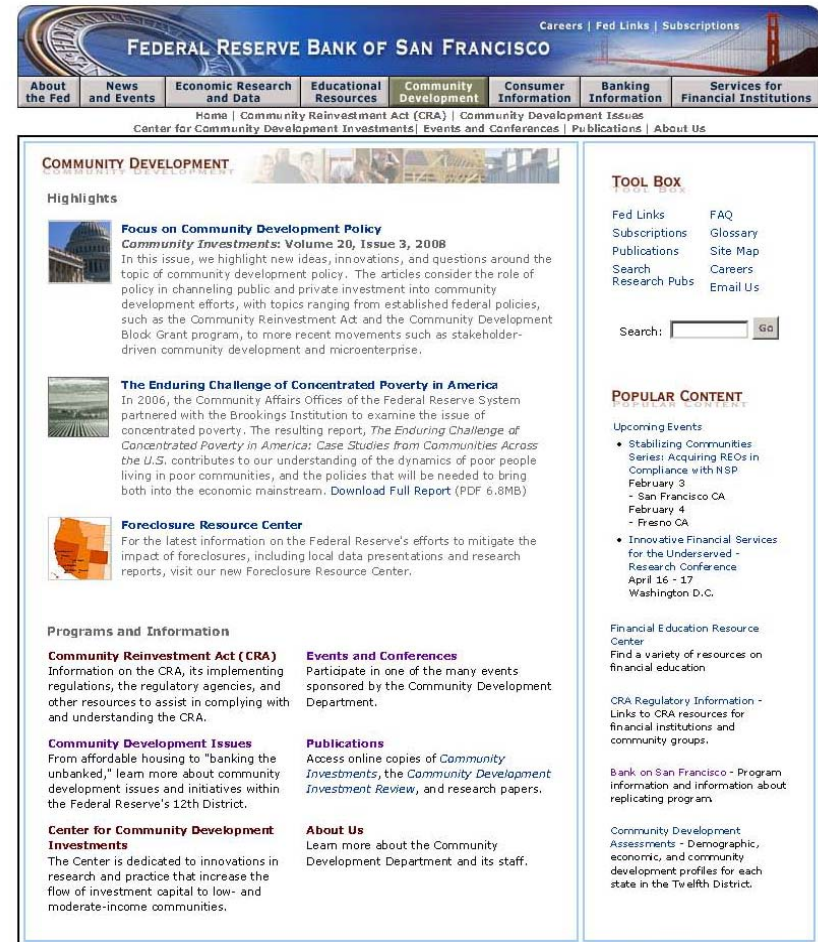 Careers | Fed Links | Subscriptions
FEDERAL RESERVE BANK OF SAN FRANCISCO
About the Fed
News and Events
Economic Research and Data
Educational Resources
Community Development
Consumer Information
Banking Information
Services for Financial Institutions
Home | Community Reinvestment Act (CRA) | Community Development Issues
Center for Community Development Investments| Events and Conferences | Publications | About Us
COMMUNITY DEVELOPMENT
Highlights
Focus on Community Development Policy
Community Investments: Volume 20, Issue 3, 2008
In this issue, we highlight new ideas, innovations, and questions around the
topic of community development policy. The articles consider the role of
policy in channeling public and private investment into community
development efforts, with topics ranging from established federal policies,
such as the Community Reinvestment Act and the Community Development
Block Grant program, to more recent movements such as stakeholder-
driven community development and microenterprise.
The Enduring Challenge of Concentrated Poverty in America
In 2006, the Community Affairs Offices of the Federal Reserve System
partnered with the Brookings Institution to examine the issue of
concentrated poverty. The resulting report, The Enduring Challenge of
Concentrated Poverty in America: Case Studies from Communities Across
the U.S. contributes to our understanding of the dynamics of poor people
living in poor communities, and the policies that will be needed to bring
both into the economic mainstream. Download Full Report (PDF 6.8MB)
Foreclosure Resource Center
For the latest information on the Federal Reserve's efforts to mitigate the
impact of foreclosures, including local data presentations and research
reports, visit our new Foreclosure Resource Center.
Programs and Information
Community Reinvestment Act (CRA)
Information on the CRA, its implementing
regulations, the regulatory agencies, and
other resources to assist in complying with
and understanding the CRA.
Events and Conferences
Participate in one of the many events
sponsored by the Community Development
Department.
Community Development Issues
From affordable housing to "banking the
unbanked," learn more about community
development issues and initiatives within
the Federal Reserve's 12th District.
Publications
Access online copies of Community
Investments, the Community Development
Investment Review, and research papers.
Center for Community Development
Investments
The Center is dedicated to innovations in
research and practice that increase the
flow of investment capital to low- and
moderate-income communities.
About Us
Learn more about the Community
Development Department and its staff.
TOOL BOX
Fed Links
Subscriptions
Publications
Search
Research Pubs
FAQ
Glossary
Site Map
Careers
Email Us
Search:
Go
POPULAR CONTENT
Upcoming Events
• Stabilizing Communities
Series: Acquiring REOs in
Compliance with NSP
February 3
- San Francisco CA
February 4
- Fresno CA
• Innovative Financial Services
for the Underserved -
Research Conference
April 16 - 17
Washington D.C.
Financial Education Resource
Center
Find a variety of resources on
financial education
CRA Regulatory Information -
Links to CRA resources for
financial institutions and
community groups.
Bank on San Francisco - Program
information and information about
replicating program.
Community Development
Assessments - Demographic,
economic, and community
development profiles for each
state in the Twelfth District.